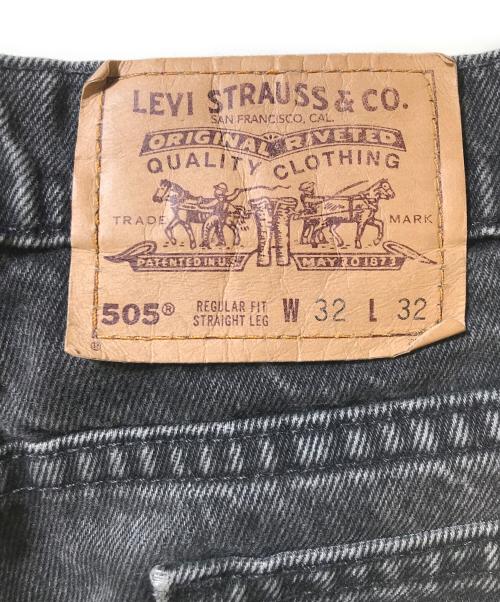 LEVI STRAUSS & CO.
SAN FRANCISCO, CAL.
ORIGINAL RIVETED
QUALITY CLOTHING
TRADE MARK
PATENTED IN U.S. MAY 20 1873
505® REGULAR FIT W 32 L 32
STRAIGHT LEG
®